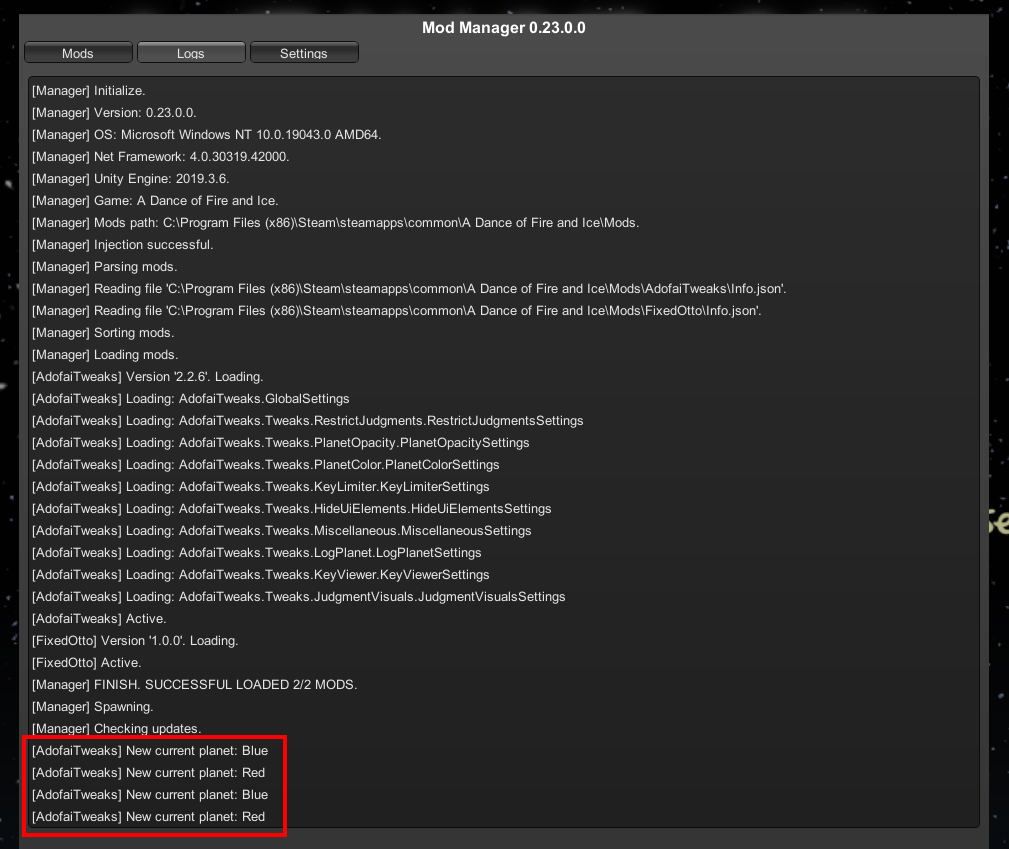 Mod Manager 0.23.0.0
Mods Logs Settings
[Manager] Initialize.
[Manager] Version: 0.23.0.0.
[Manager] OS: Microsoft Windows NT 10.0.19043.0 AMD64.
[Manager] Net Framework: 4.0.30319.42000.
[Manager] Unity Engine: 2019.3.6.
[Manager] Game: A Dance of Fire and Ice.
[Manager] Mods path: C:\Program Files (x86)\Steam\steamapps\common\A Dance of Fire and Ice\Mods.
[Manager] Injection successful.
[Manager] Parsing mods.
[Manager] Reading file 'C:\Program Files (x86)\Steam\steamapps\common\A Dance of Fire and Ice\Mods\AdofaiTweaks\Info.json'.
[Manager] Reading file 'C:\Program Files (x86)\Steam\steamapps\common\A Dance of Fire and Ice\Mods\FixedOtto\Info.json'.
[Manager] Sorting mods.
[Manager] Loading mods.
[AdofaiTweaks] Version '2.2.6'. Loading.
[AdofaiTweaks] Loading: AdofaiTweaks.GlobalSettings
[AdofaiTweaks] Loading: AdofaiTweaks.Tweaks.RestrictJudgments.RestrictJudgmentsSettings
[AdofaiTweaks] Loading: AdofaiTweaks.Tweaks.PlanetOpacity.PlanetOpacitySettings
[AdofaiTweaks] Loading: AdofaiTweaks.Tweaks.PlanetColor.PlanetColorSettings
[AdofaiTweaks] Loading: AdofaiTweaks.Tweaks.KeyLimiter.KeyLimiterSettings
[AdofaiTweaks] Loading: AdofaiTweaks.Tweaks.HideUiElements.HideUiElementsSettings
[AdofaiTweaks] Loading: AdofaiTweaks.Tweaks.Miscellaneous.MiscellaneousSettings
[AdofaiTweaks] Loading: AdofaiTweaks.Tweaks.LogPlanet.LogPlanetSettings
[AdofaiTweaks] Loading: AdofaiTweaks.Tweaks.KeyViewer.KeyViewerSettings
[AdofaiTweaks] Loading: AdofaiTweaks.Tweaks.JudgmentVisuals.JudgmentVisualsSettings
[AdofaiTweaks] Active.
[FixedOtto] Version '1.0.0'. Loading.
[FixedOtto] Active.
[Manager] FINISH. SUCCESSFUL LOADED 2/2 MODS.
[Manager] Spawning.
[Manager] Checking updates.
[AdofaiTweaks] New current planet: Blue
[AdofaiTweaks] New current planet: Red
[AdofaiTweaks] New current planet: Blue
[AdofaiTweaks] New current planet: Red